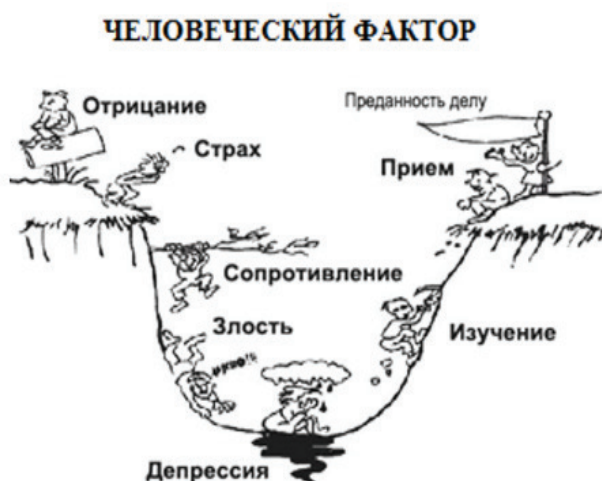 ЧЕЛОВЕЧЕСКИЙ ФАКТОР
Отрицание
Страх
Сопротивление
Злость
Депрессия
Изучение
Прием
Преданность делу